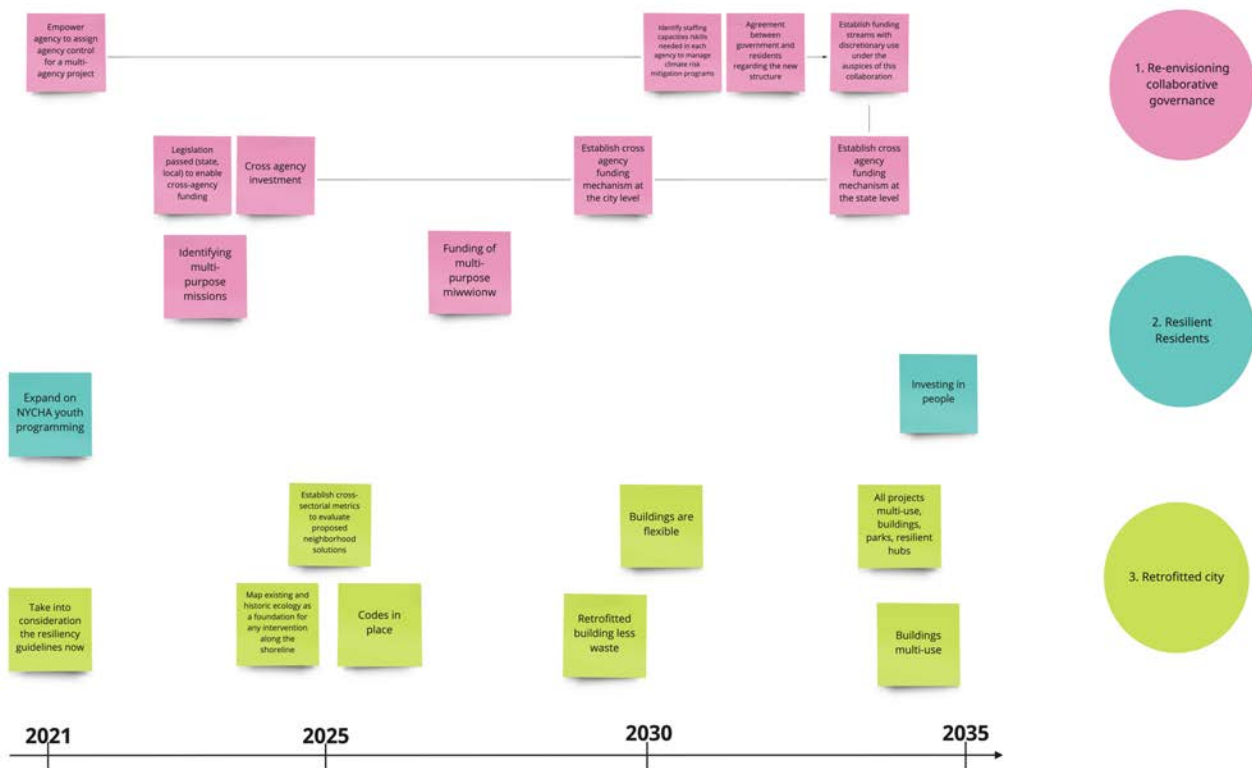 Empower
agency to assign
agency control
for a multi-
agency project
Identify staffing
capacities /skills
needed in each
agency to manage
climate risk
mitigation programs
Agreement
between
government and
residents
regarding the new
structure
Establish funding
streams with
discretionary use
under the
auspices of this
collaboration
1. Re-envisioning
collaborative
governance
Legislation
passed (state,
local) to enable
cross-agency
funding
Cross agency
investment
Establish cross
agency
funding
mechanism at
the city level
Establish cross
agency
funding
mechanism at
the state level
Identifying
multi-
purpose
missions
Funding of
multi-
purpose
miwwionw
2. Resilient
Residents
Expand on
NYCHA youth
programming
Investing in
people
Establish cross-
sectorial metrics
to evaluate
proposed
neighborhood
solutions
Buildings are
flexible
All projects
multi-use,
buildings,
parks, resilient
hubs
3. Retrofitted city
Take into
consideration
the resiliency
guidelines now
Map existing and
historic ecology as
a foundation for
any intervention
along the
shoreline
Codes in
place
Retrofitted
building less
waste
Buildings
multi-use
2021
2025
2030
2035